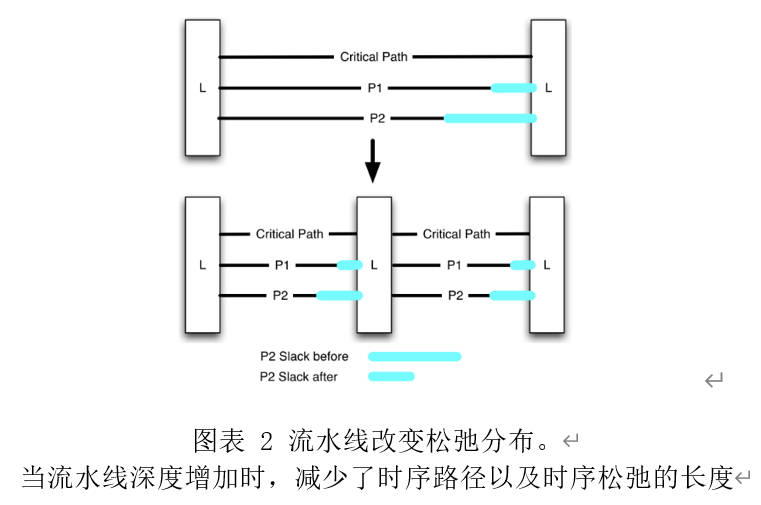 Critical Path
L
P1
L
P2
Critical Path
Critical Path
L
P1
L
P1
L
P2
P2
P2 Slack before
P2 Slack after
图表 2 流水线改变松弛分布。
当流水线深度增加时，减少了时序路径以及时序松弛的长度